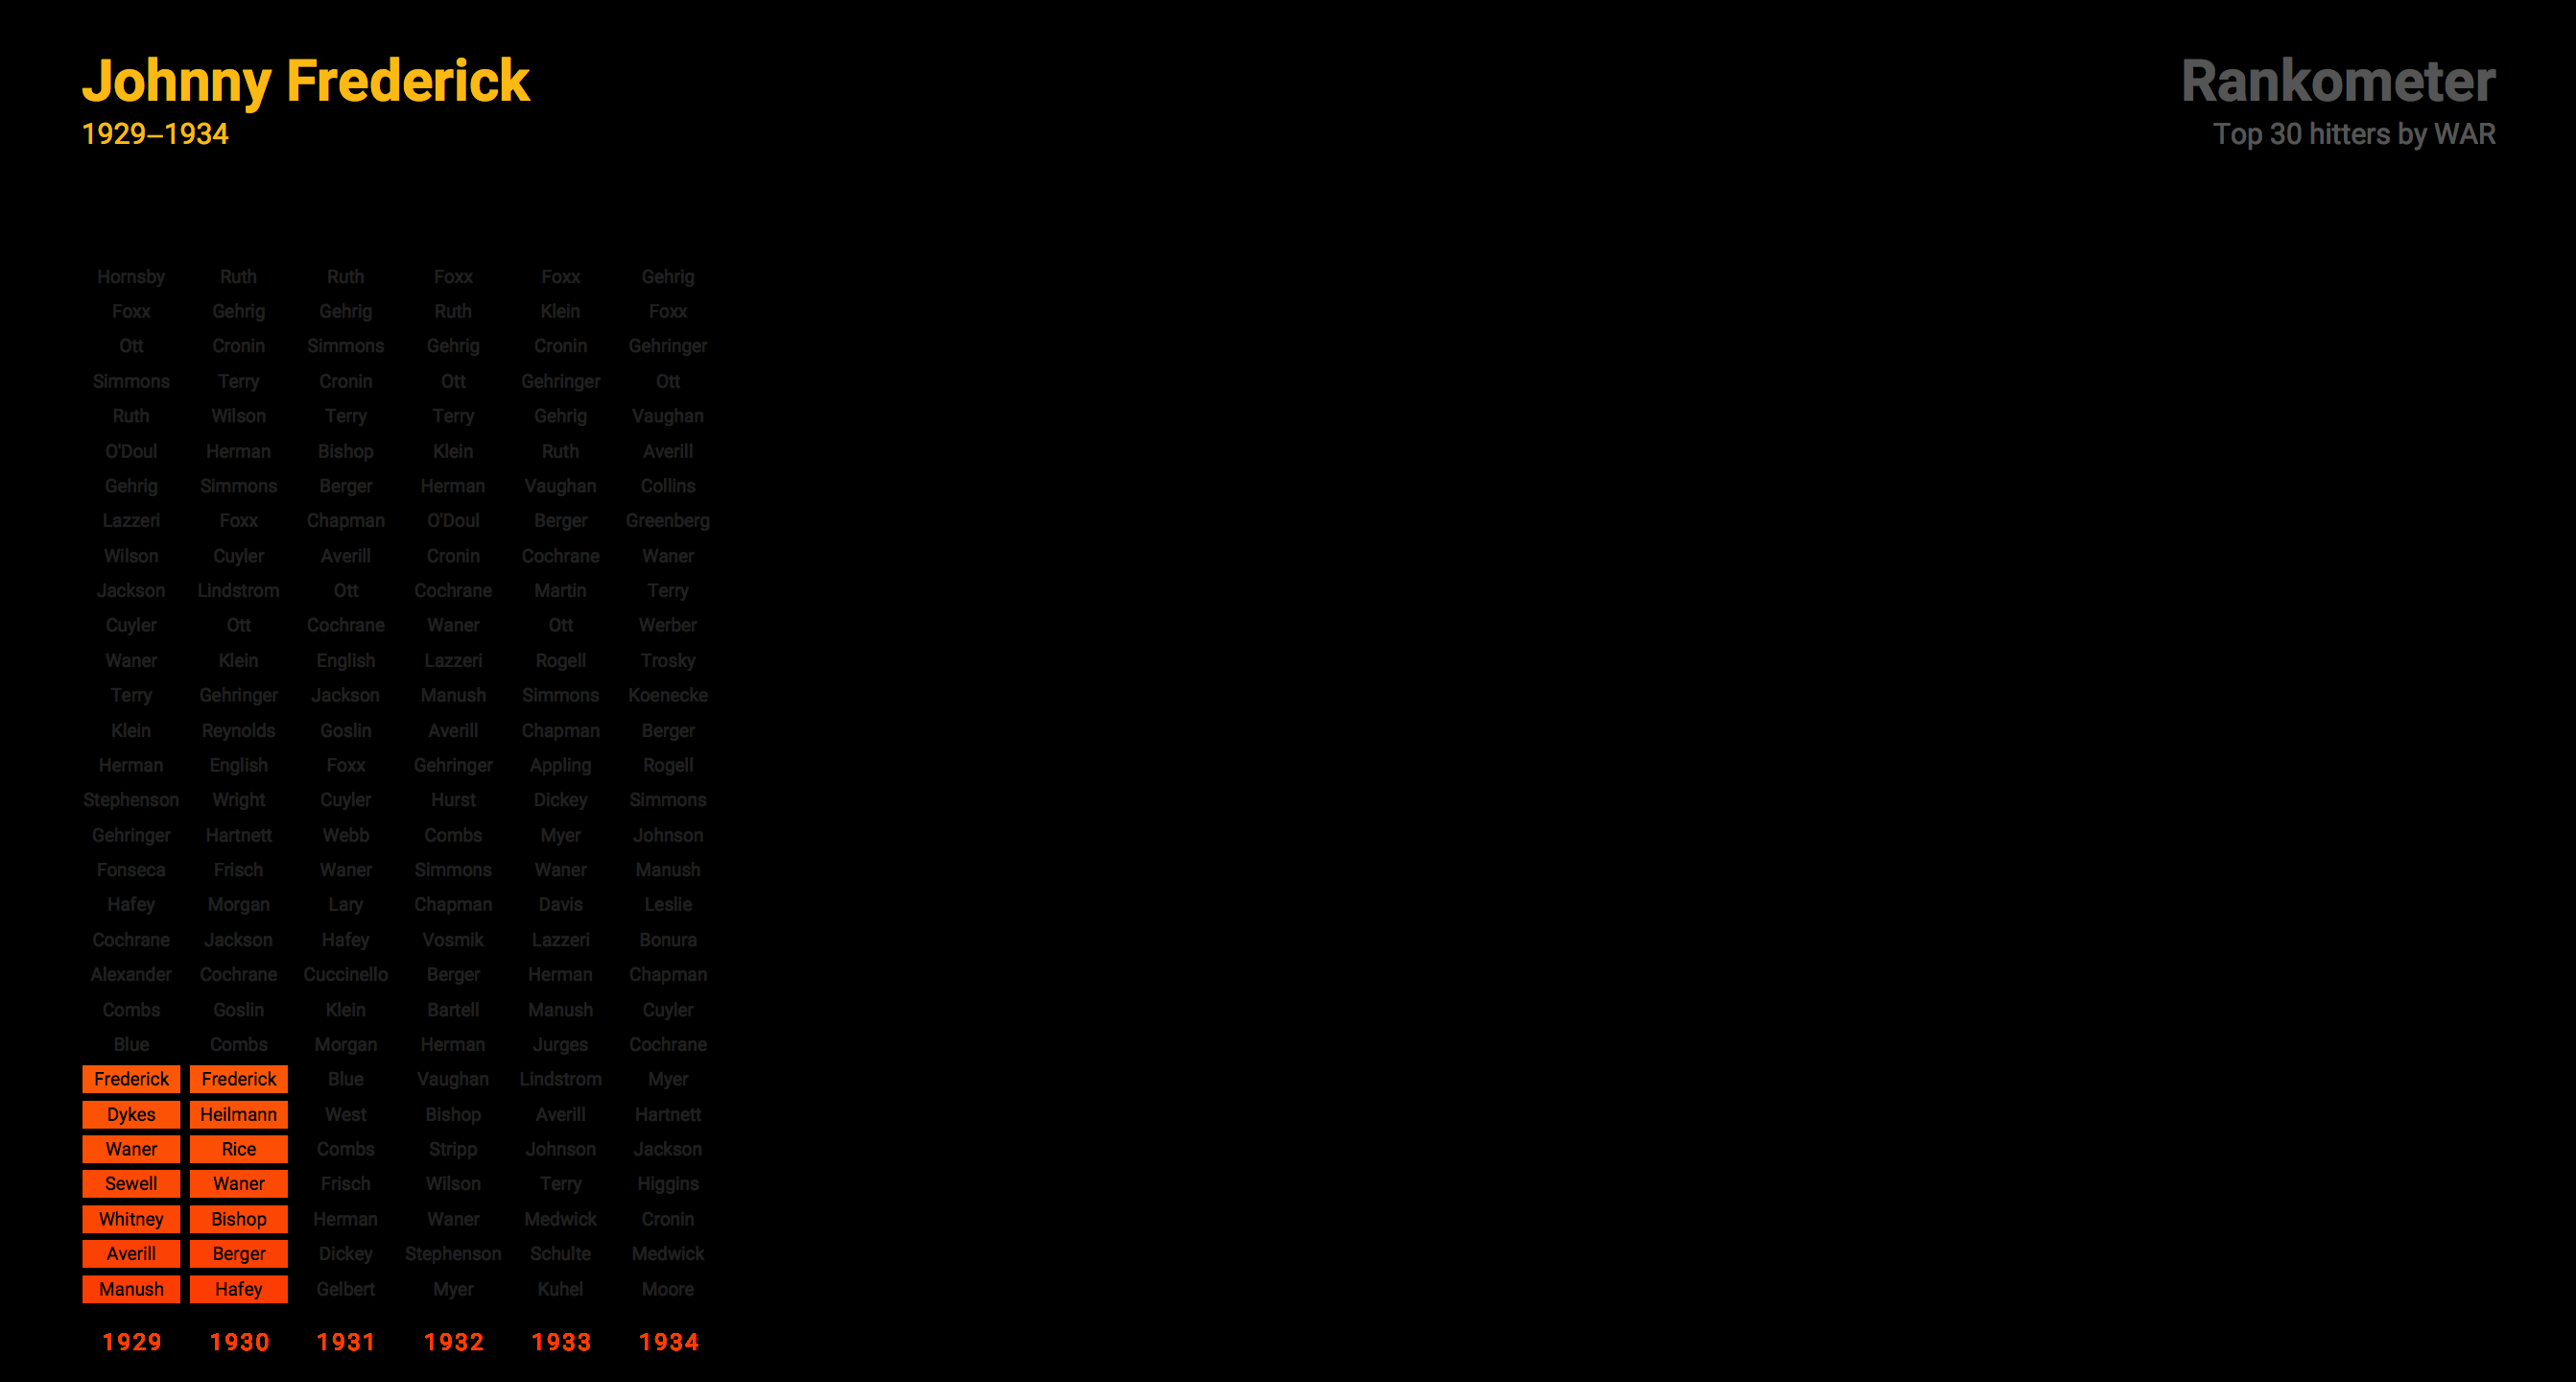 Johnny Frederick
1929–1934
Rankometer
Top 30 hitters by WAR
Hornsby Ruth Ruth Foxx Foxx Gehrig
Foxx Gehrig Gehrig Ruth Klein Foxx
Ott Cronin Simmons Gehrig Cronin Gehringer
Simmons Terry Cronin Ott Gehringer Ott
Ruth Wilson Terry Terry Gehrig Vaughan
O'Doul Herman Bishop Klein Ruth Averill
Gehrig Simmons Berger Herman Vaughan Collins
Lazzeri Foxx Chapman O'Doul Berger Greenberg
Wilson Cuyler Averill Cronin Cochrane Waner
Jackson Lindstrom Ott Cochrane Martin Terry
Cuyler Ott Cochrane Waner Ott Werber
Waner Klein English Lazzeri Rogell Trosky
Terry Gehringer Jackson Manush Simmons Koenecke
Klein Reynolds Goslin Averill Chapman Berger
Herman English Foxx Gehringer Appling Rogell
Stephenson Wright Cuyler Hurst Dickey Simmons
Gehringer Hartnett Webb Combs Myer Johnson
Fonseca Frisch Waner Simmons Waner Manush
Hafey Morgan Lary Chapman Davis Leslie
Cochrane Jackson Hafey Vosmik Lazzeri Bonura
Alexander Cochrane Cuccinello Berger Herman Chapman
Combs Goslin Klein Bartell Manush Cuyler
Blue Combs Morgan Herman Jurges Cochrane
Frederick Frederick Blue Vaughan Lindstrom Myer
Dykes Heilmann West Bishop Averill Hartnett
Waner Rice Combs Stripp Johnson Jackson
Sewell Waner Frisch Wilson Terry Higgins
Whitney Bishop Herman Waner Medwick Cronin
Averill Berger Dickey Stephenson Schulte Medwick
Manush Hafey Gelbert Myer Kuhel Moore
1929 1930 1931 1932 1933 1934